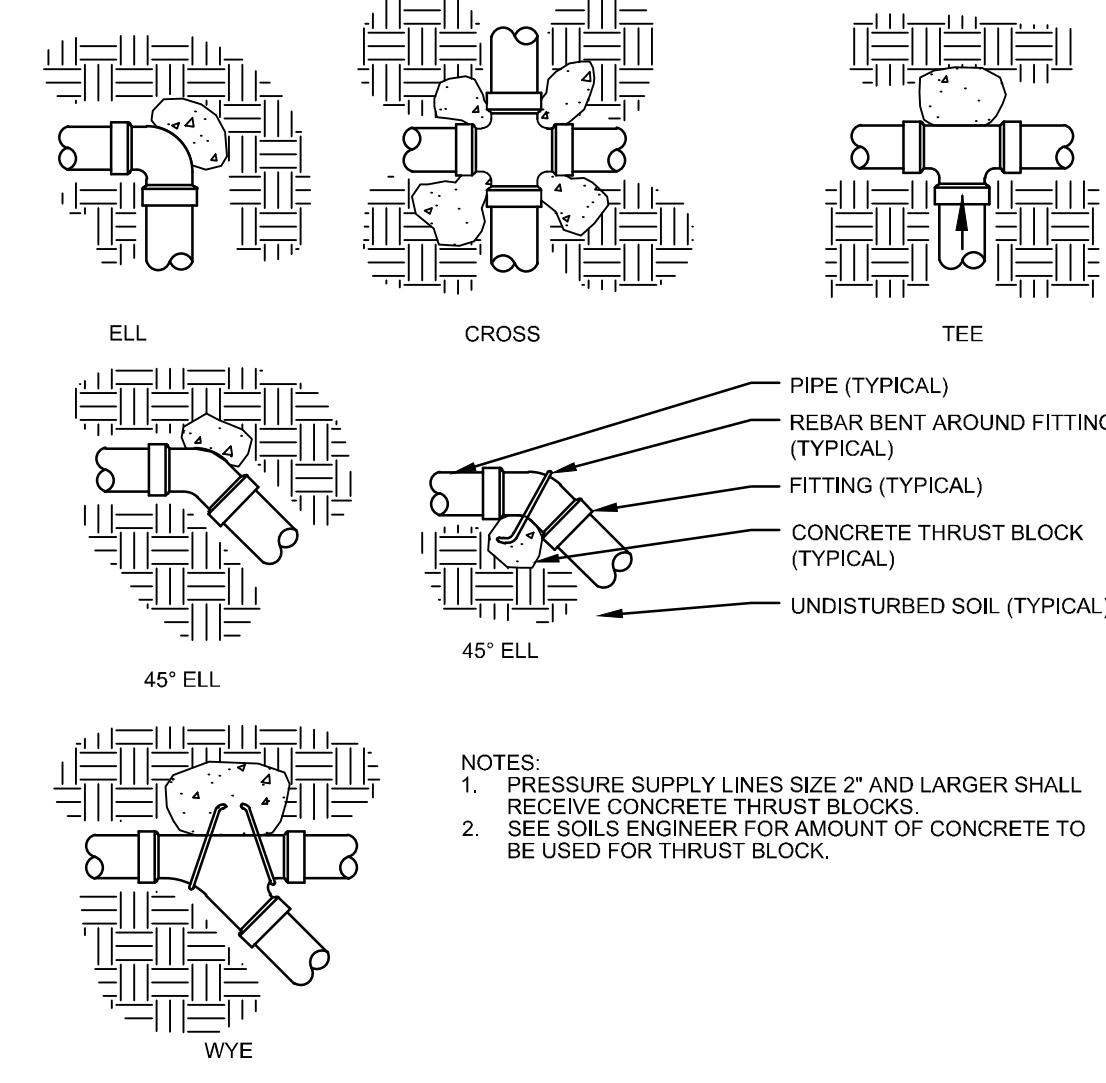 ELL
CROSS
TEE
PIPE (TYPICAL)
REBAR BENT AROUND FITTING
(TYPICAL)
FITTING (TYPICAL)
CONCRETE THRUST BLOCK
(TYPICAL)
UNDISTURBED SOIL (TYPICAL)
45° ELL
45° ELL
NOTES:
1. PRESSURE SUPPLY LINES SIZE 2" AND LARGER SHALL
RECEIVE CONCRETE THRUST BLOCKS.
2. SEE SOILS ENGINEER FOR AMOUNT OF CONCRETE TO
BE USED FOR THRUST BLOCK.
WYE